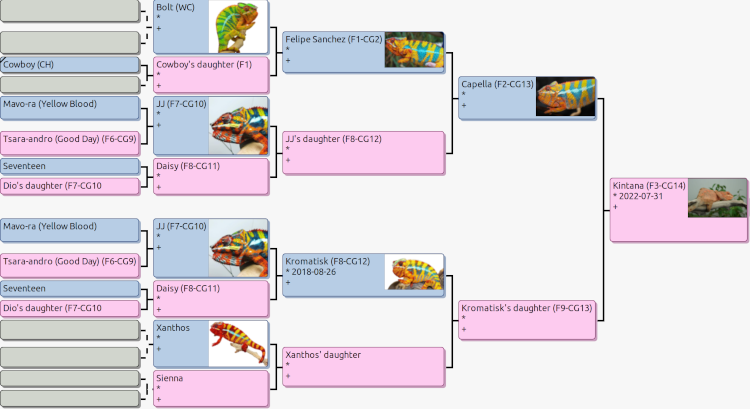 Bolt (WC)
*
+
Felipe Sanchez (F1-CG2)
*
+
Cowboy (CH)
Cowboy's daughter (F1)
*
+
Capella (F2-CG13)
*
+
Mavo-ra (Yellow Blood)
JJ (F7-CG10)
*
+
Tsara-andro (Good Day) (F6-CG9)
JJ's daughter (F8-CG12)
*
+
Seventeen
Daisy (F8-CG11)
*
+
Dio's daughter (F7-CG10
Kintana (F3-CG14)
* 2022-07-31
+
Mavo-ra (Yellow Blood)
JJ (F7-CG10)
*
+
Tsara-andro (Good Day) (F6-CG9)
Kromatisk (F8-CG12)
* 2018-08-26
+
Seventeen
Daisy (F8-CG11)
*
+
Dio's daughter (F7-CG10
Kromatisk's daughter (F9-CG13)
*
+
Xanthos
*
+
Xanthos' daughter
*
+
Sienna
*
+